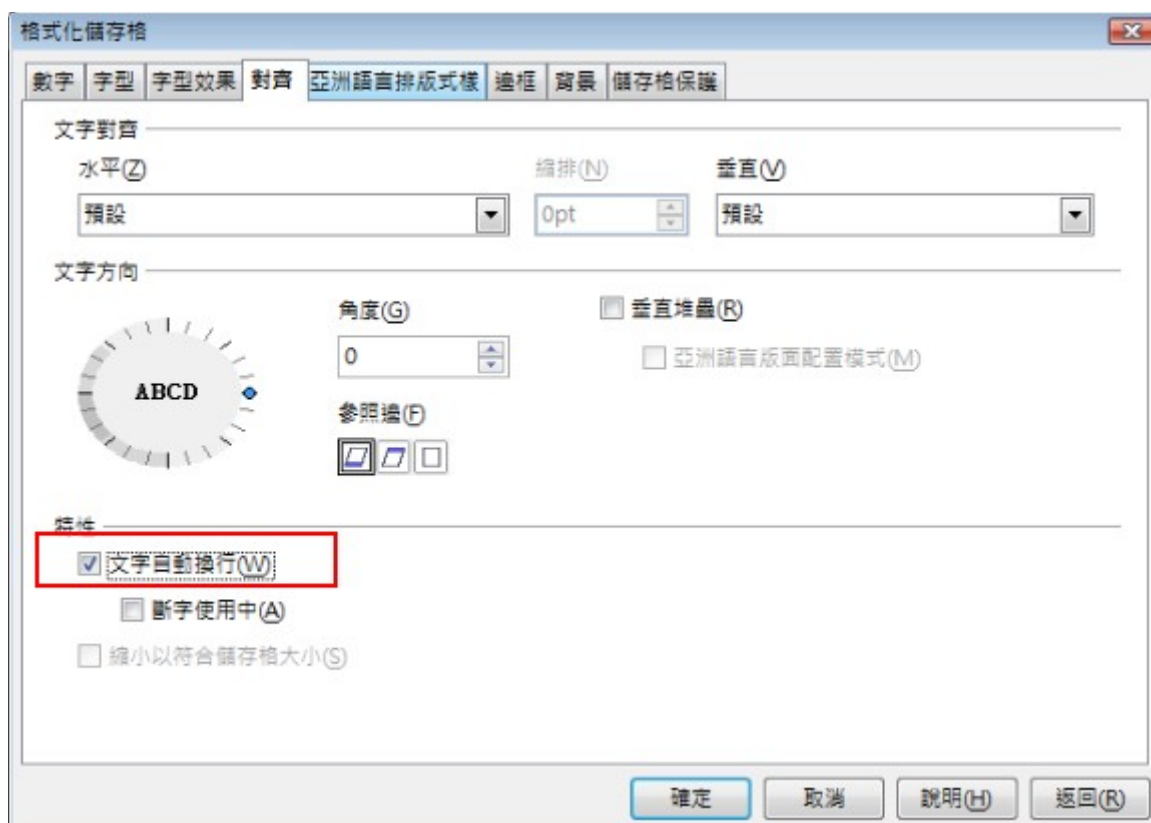 格式化儲存格
數字 字型 字型效果 對齊 亞洲語言排版式樣 邊框 背景 儲存格保護
文字對齊
水平(Z) 縮排(N) 垂直(V)
預設 0pt 預設
文字方向
角度(G) 垂直堆疊(R)
0 亞洲語言版面配置模式(M)
ABCD
參照邊(F)
特性
文字自動換行(W)
斷字使用中(A)
縮小以符合儲存格大小(S)
確定 取消 說明(H) 返回(R)